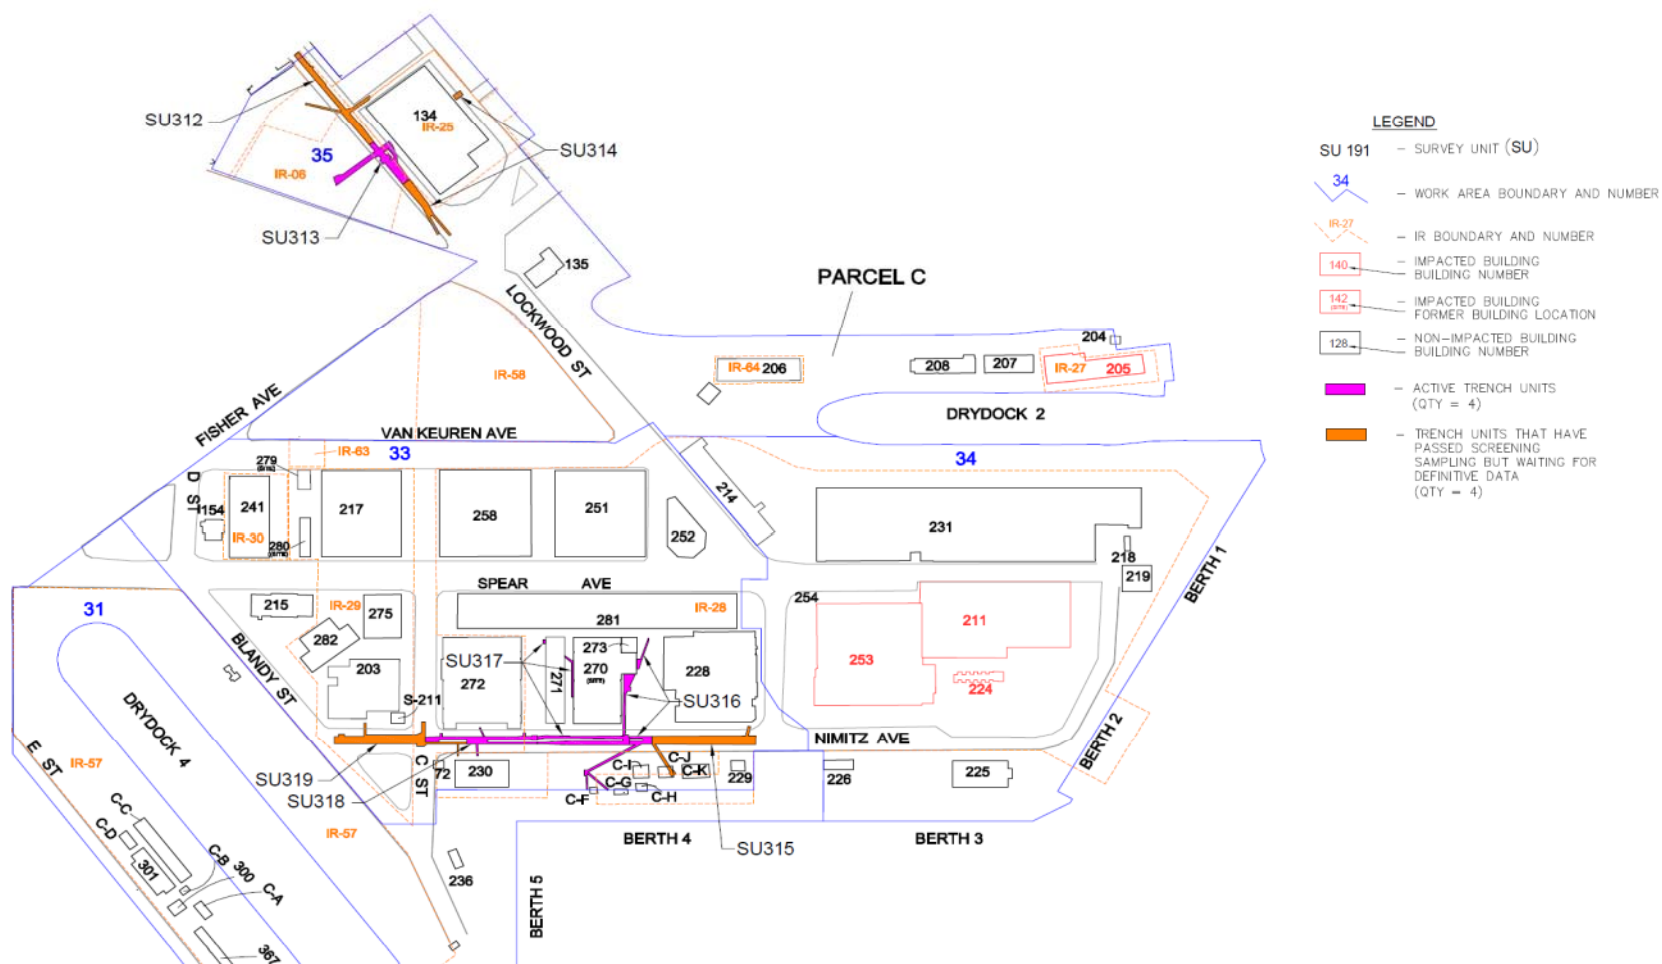 SU312
134
IR-25
SU314
35
IR-06
SU313
135
LOCKWOOD ST
PARCEL C
204
IR-64 206
208
207
IR-27
205
DRYDOCK 2
IR-58
FISHER AVE
VAN KEUREN AVE
33
34
IR-63
279
(SITE)
D ST
1154
241
IR-30
280
(SITE)
217
258
251
252
214
231
218
219
BERTH 1
SPEAR AVE
31
215
IR-29
275
282
203
S-211
BLANDY ST
281
IR-28
254
211
253
224
SU317
272
271
273
270
(SITE)
228
SU316
NIMITZ AVE
BERTH 2
DRYDOCK 4
E ST
IR-57
SU319
SU318
C ST
72
230
C-F
C-G
C-H
C-I
C-J
C-K
229
226
225
IR-57
BERTH 4
SU315
BERTH 3
BERTH 5
236
C-C
C-D
301
C-B
300
C-A
367
LEGEND
SU 191 – SURVEY UNIT (SU)
34
– WORK AREA BOUNDARY AND NUMBER
IR-27
– IR BOUNDARY AND NUMBER
140
– IMPACTED BUILDING
BUILDING NUMBER
142
(SITE)
– IMPACTED BUILDING
FORMER BUILDING LOCATION
128
– NON-IMPACTED BUILDING
BUILDING NUMBER
– ACTIVE TRENCH UNITS
(QTY = 4)
– TRENCH UNITS THAT HAVE
PASSED SCREENING
SAMPLING BUT WAITING FOR
DEFINITIVE DATA
(QTY – 4)